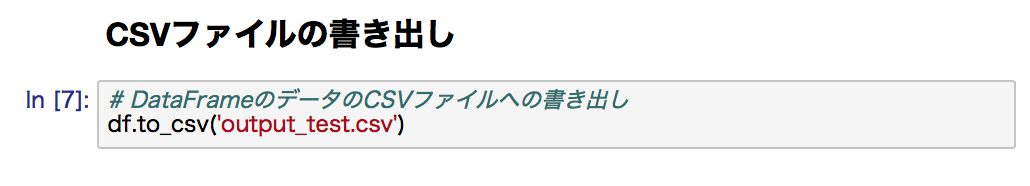 CSVファイルの書き出し
In [7]:
# DataFrameのデータのCSVファイルへの書き出し
df.to_csv('output_test.csv')